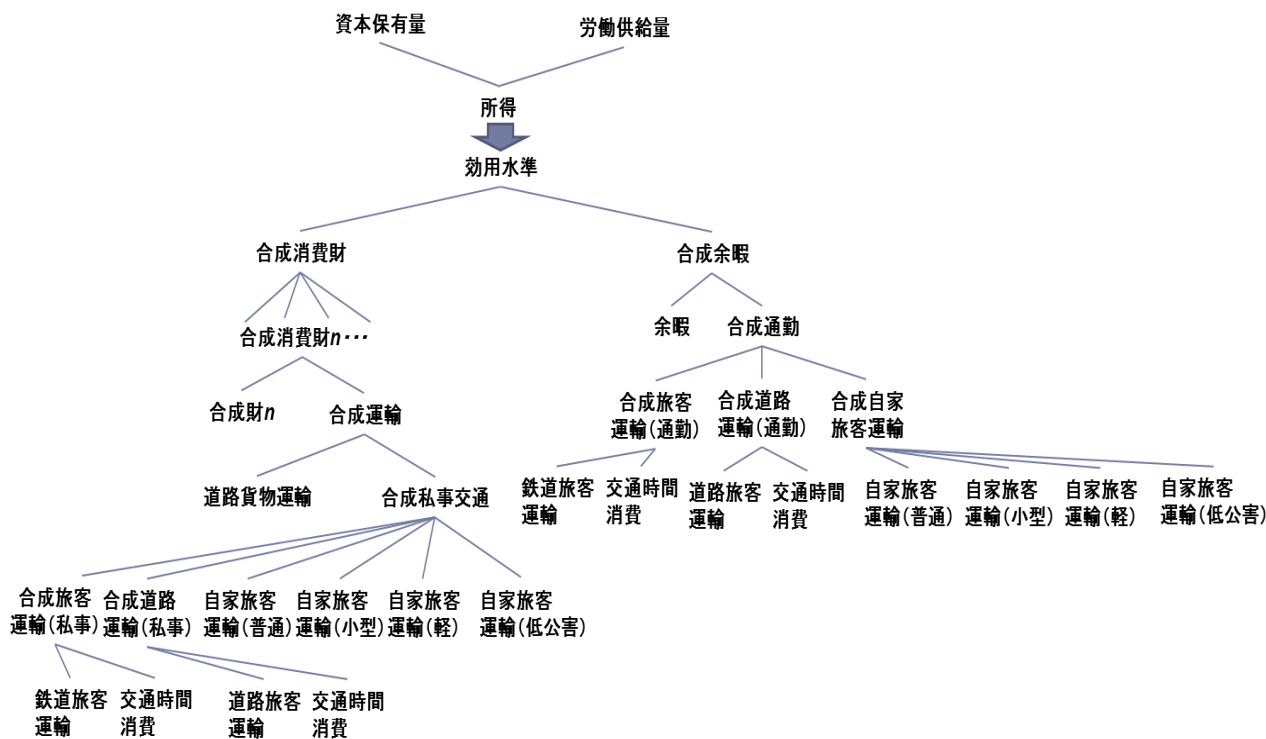 資本保有量
労働供給量
所得
効用水準
合成消費財
合成余暇
合成消費財n･･･
余暇
合成通勤
合成財n
合成運輸
合成旅客
運輸(通勤)
合成道路
運輸(通勤)
合成自家
旅客運輸
道路貨物運輸
合成私事交通
鉄道旅客
運輸
交通時間
消費
道路旅客
運輸
交通時間
消費
自家旅客
運輸(普通)
自家旅客
運輸(小型)
自家旅客
運輸(軽)
自家旅客
運輸(低公害)
合成旅客
運輸(私事)
合成道路
運輸(私事)
自家旅客
運輸(普通)
自家旅客
運輸(小型)
自家旅客
運輸(軽)
自家旅客
運輸(低公害)
鉄道旅客
運輸
交通時間
消費
道路旅客
運輸
交通時間
消費